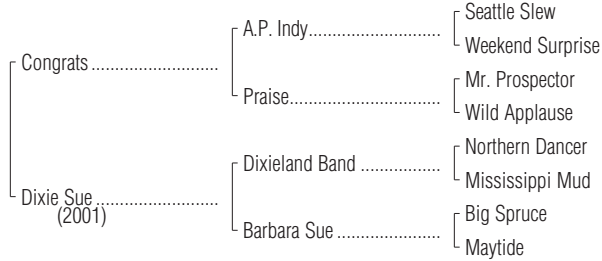 Seattle Slew
A.P. Indy
Weekend Surprise
Congrats
Mr. Prospector
Praise
Wild Applause
Northern Dancer
Dixieland Band
Mississippi Mud
Dixie Sue
(2001)
Big Spruce
Barbara Sue
Maytide